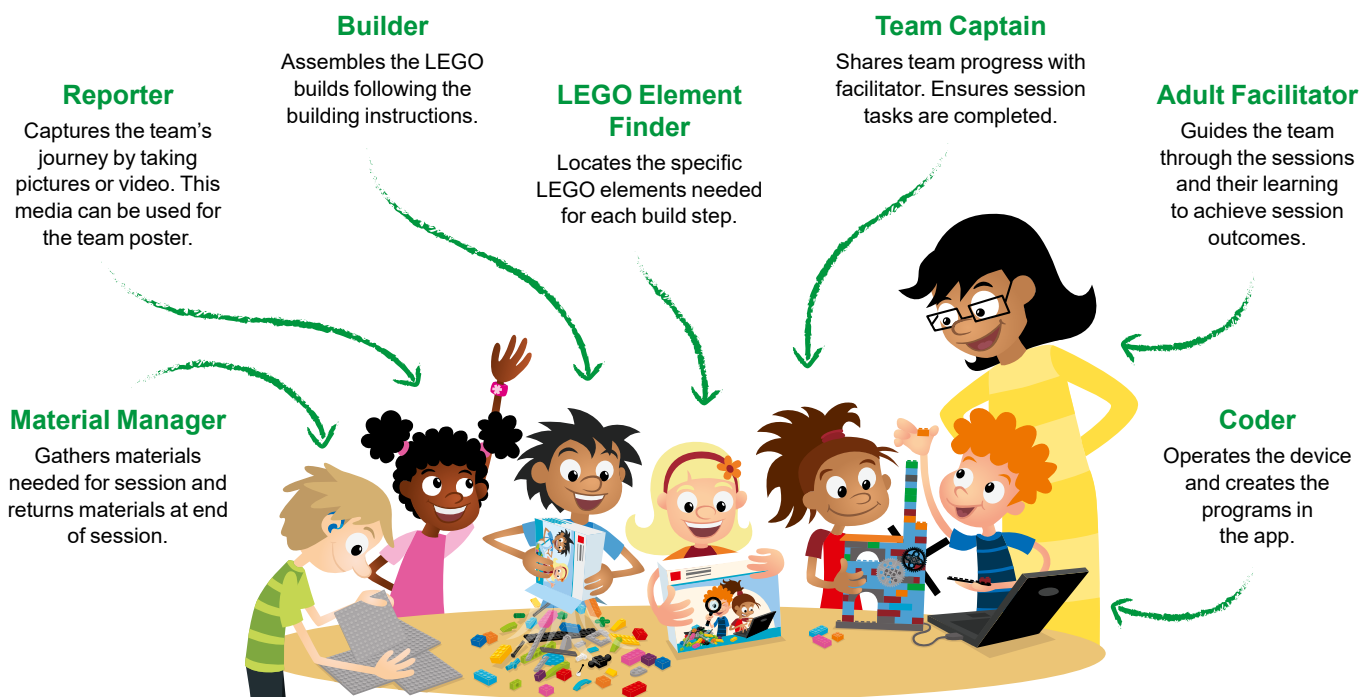 Builder
Assembles the LEGO
builds following the
building instructions.
Team Captain
Shares team progress with
facilitator. Ensures session
tasks are completed.
Reporter
Captures the team’s
journey by taking
pictures or video. This
media can be used for
the team poster.
LEGO Element
Finder
Locates the specific
LEGO elements needed
for each build step.
Adult Facilitator
Guides the team
through the sessions
and their learning
to achieve session
outcomes.
Material Manager
Gathers materials
needed for session and
returns materials at end
of session.
Coder
Operates the device
and creates the
programs in
the app.